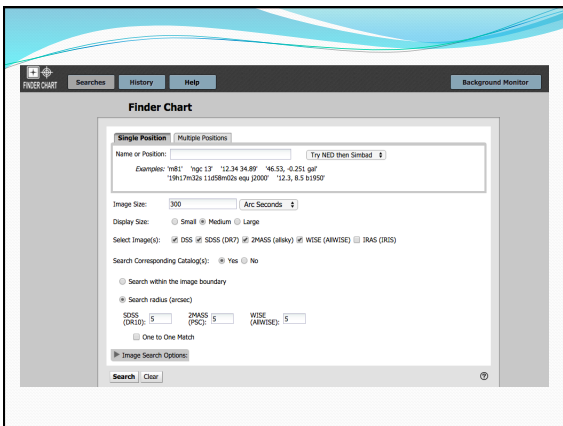 FINDER CHART Searches History Help Background Monitor
Finder Chart
Single Position Multiple Positions
Name or Position: Try NED then Simbad
Examples: 'm81' 'ngc 13' '12.34 34.89' '46.53, -0.251 gal'
'19h17m32s 11d58m02s equ j2000' '12.3, 8.5 b1950'
Image Size: 300 Arc Seconds
Display Size: Small Medium Large
Select Image(s): DSS SDSS (DR7) 2MASS (allsky) WISE (AllWISE) IRAS (IRIS)
Search Corresponding Catalog(s): Yes No
Search within the image boundary
Search radius (arcsec)
SDSS (DR10): 5 2MASS (PSC): 5 WISE (AllWISE): 5
One to One Match
Image Search Options:
Search Clear ?